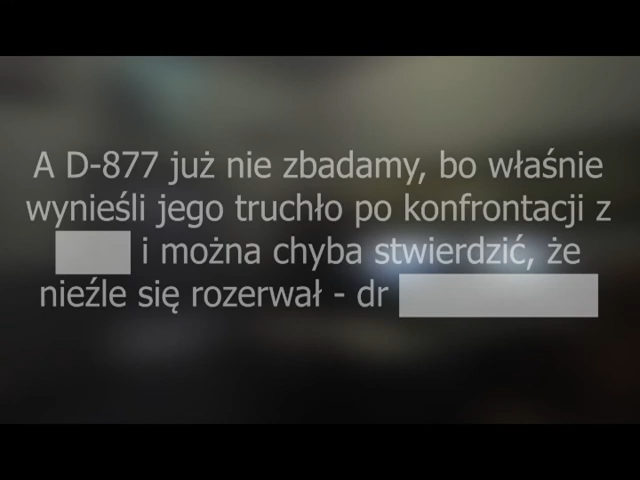 A D-877 już nie zbadamy, bo właśnie
wynieśli jego truchło po konfrontacji z
i można chyba stwierdzić, że
nieźle się rozerwał - dr